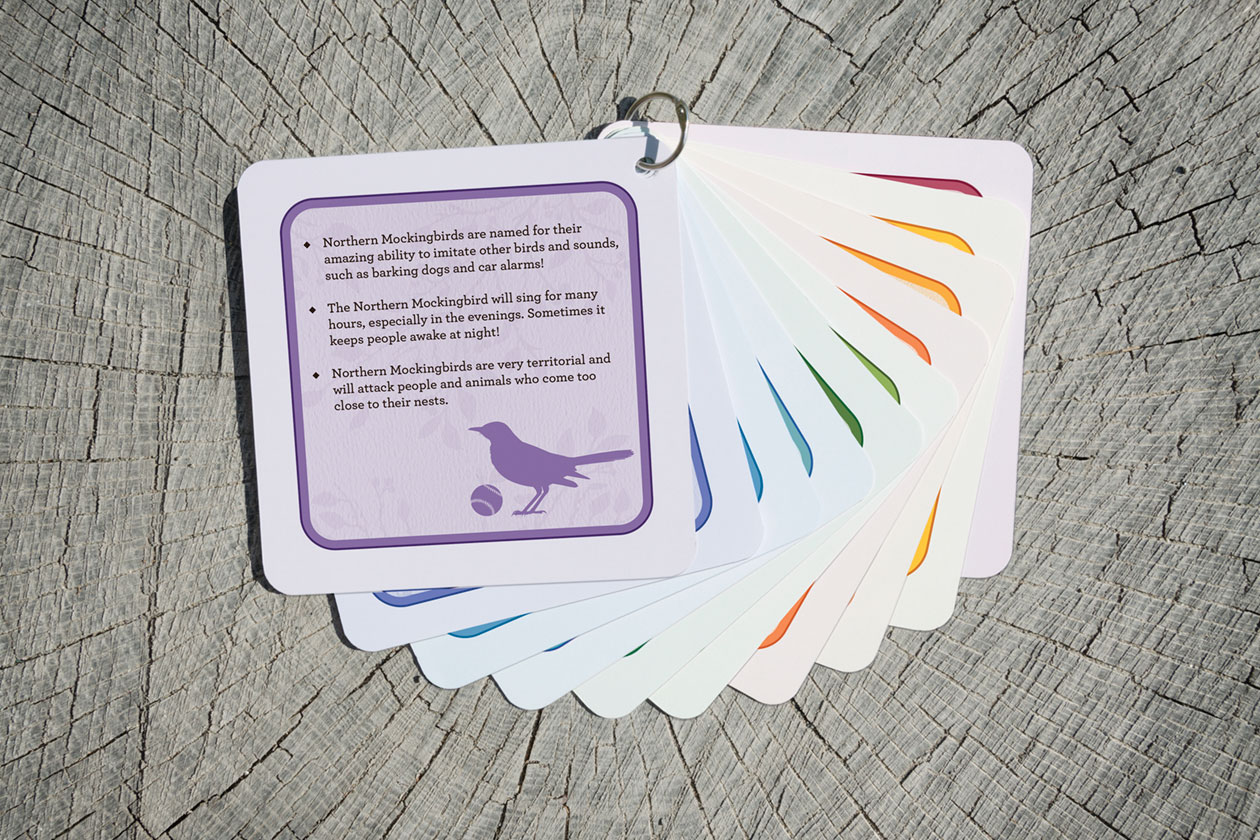 ◆ Northern Mockingbirds are named for their
amazing ability to imitate other birds and sounds,
such as barking dogs and car alarms!
◆ The Northern Mockingbird will sing for many
hours, especially in the evenings. Sometimes it
keeps people awake at night!
◆ Northern Mockingbirds are very territorial and
will attack people and animals who come too
close to their nests.